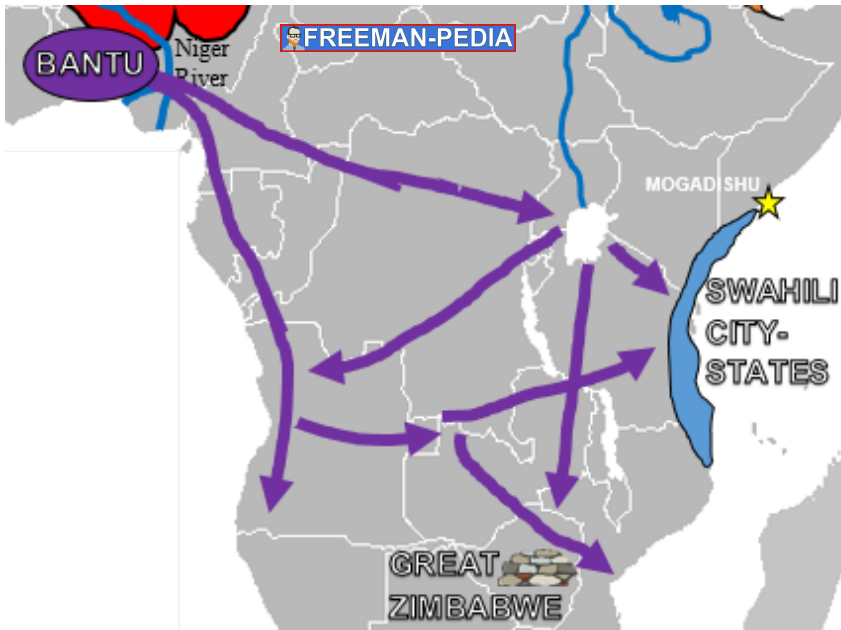 FREEMAN-PEDIA
BANTU
Niger
River
MOGADISHU
SWAHILI
CITY-
STATES
GREAT
ZIMBABWE